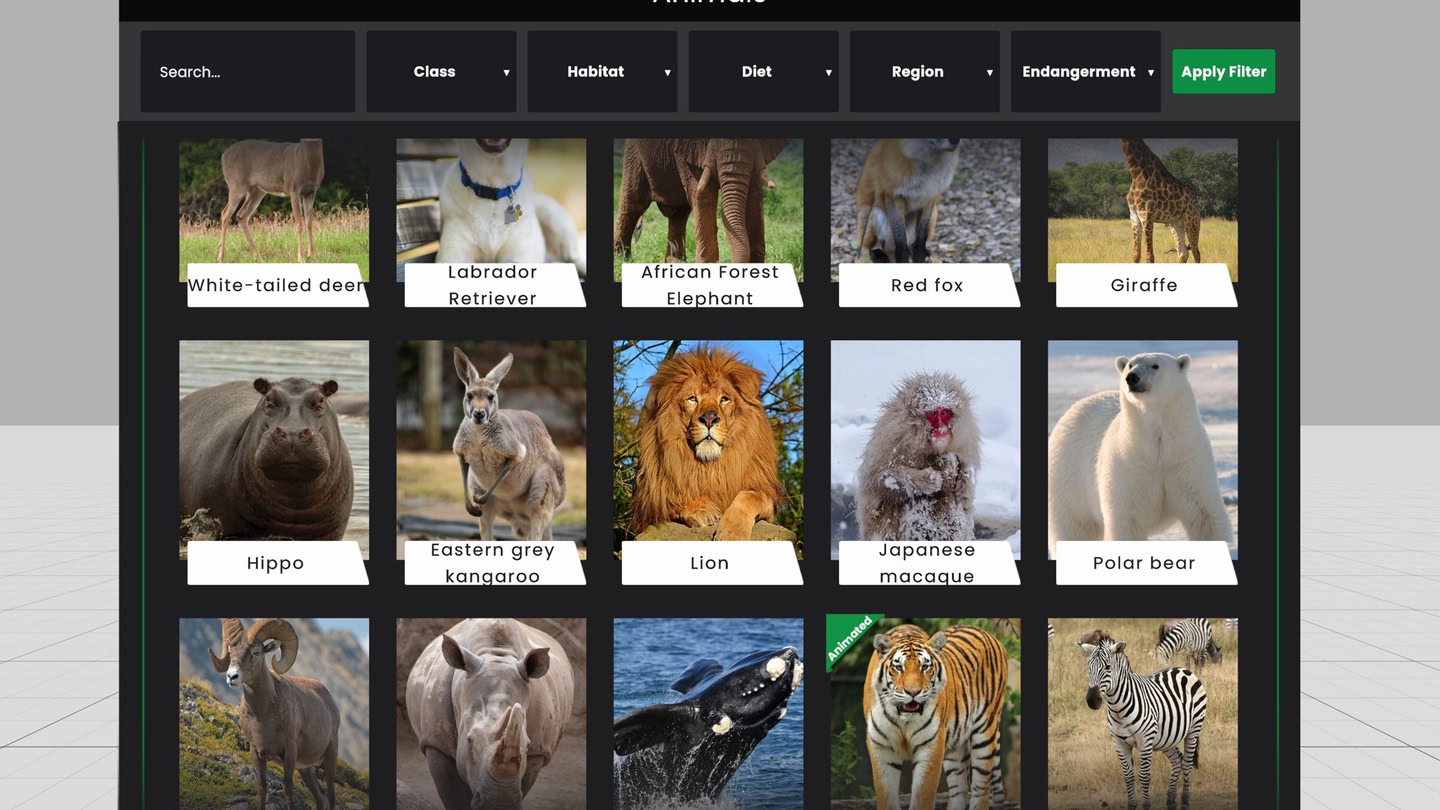 Animals
Search...
Class
Habitat
Diet
Region
Endangerment
Apply Filter
White-tailed deer
Labrador
Retriever
African Forest
Elephant
Red fox
Giraffe
Hippo
Eastern grey
kangaroo
Lion
Japanese
macaque
Polar bear
Animated